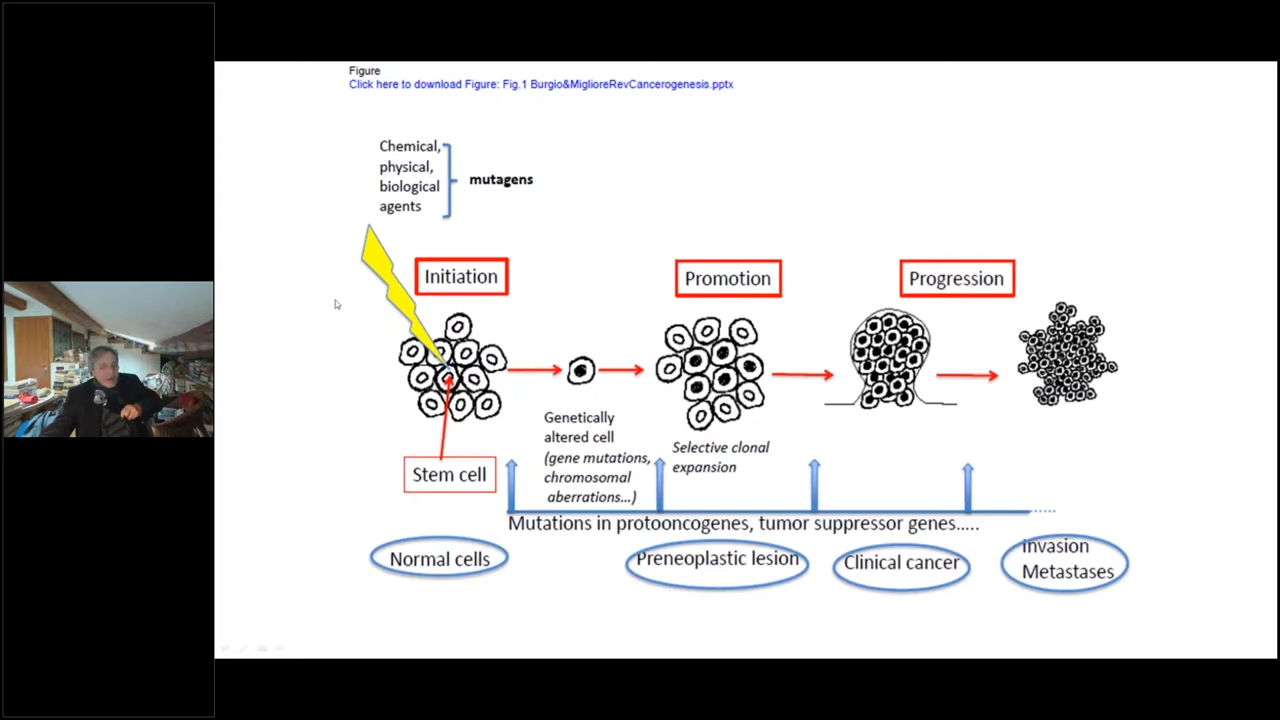 Figure
Click here to download Figure: Fig.1 Burgio&MiglioreRevCancerogenesis.pptx
Chemical,
physical,
biological
agents
mutagens
Initiation
Promotion
Progression
Genetically
altered cell
(gene mutations,
chromosomal
aberrations...)
Selective clonal
expansion
Stem cell
Mutations in protooncogenes, tumor suppressor genes.....
Normal cells
Preneoplastic lesion
Clinical cancer
Invasion
Metastases